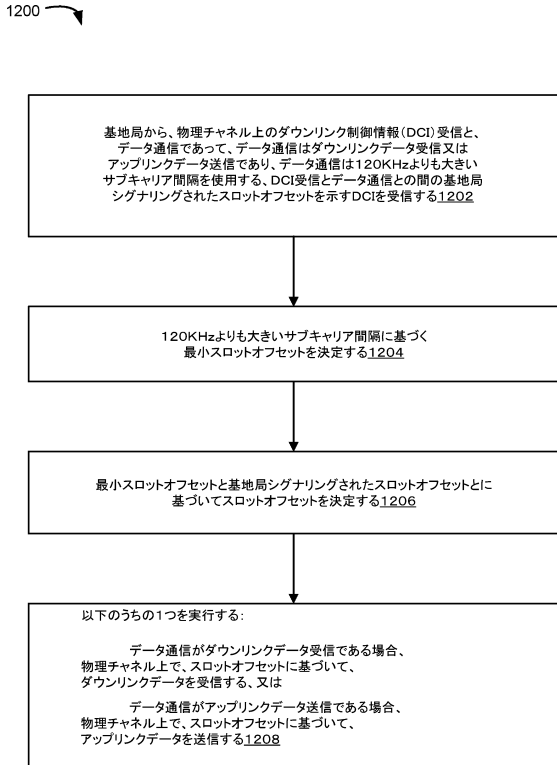 1200
基地局から、物理チャネル上のダウンリンク制御情報(DCI)受信と、
データ通信であって、データ通信はダウンリンクデータ受信又は
アップリンクデータ送信であり、データ通信は120KHzよりも大きい
サブキャリア間隔を使用する、DCI受信とデータ通信との間の基地局
シグナリングされたスロットオフセットを示すDCIを受信する1202
120KHzよりも大きいサブキャリア間隔に基づく
最小スロットオフセットを決定する1204
最小スロットオフセットと基地局シグナリングされたスロットオフセットとに
基づいてスロットオフセットを決定する1206
以下のうちの1つを実行する:
データ通信がダウンリンクデータ受信である場合、
物理チャネル上で、スロットオフセットに基づいて、
ダウンリンクデータを受信する、又は
データ通信がアップリンクデータ送信である場合、
物理チャネル上で、スロットオフセットに基づいて、
アップリンクデータを送信する1208